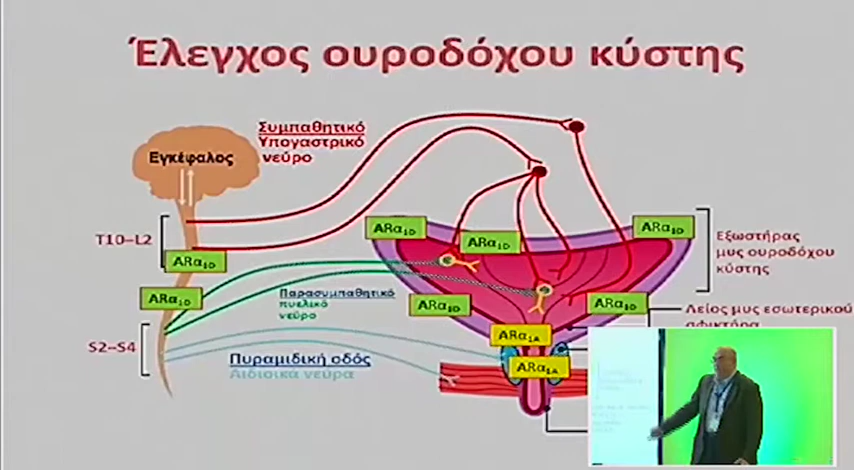 Έλεγχος ουροδόχου κύστης
Συμπαθητικό
Υπογαστρικό
νεύρο
Εγκέφαλος
ARα1D
ARα1D
ARα1D
T10–L2
ARα1D
Εξωστήρας
μυς ουροδόχου
κύστης
ARα1D
Παρασυμπαθητικό
πυελικό
νεύρο
ARα1D
ARα1D
Λείος μυς εσωτερικού
σφικτήρα
ARα1A
S2–S4
Πυραμιδική οδός
Αιδοιικά νεύρα
ARα1A